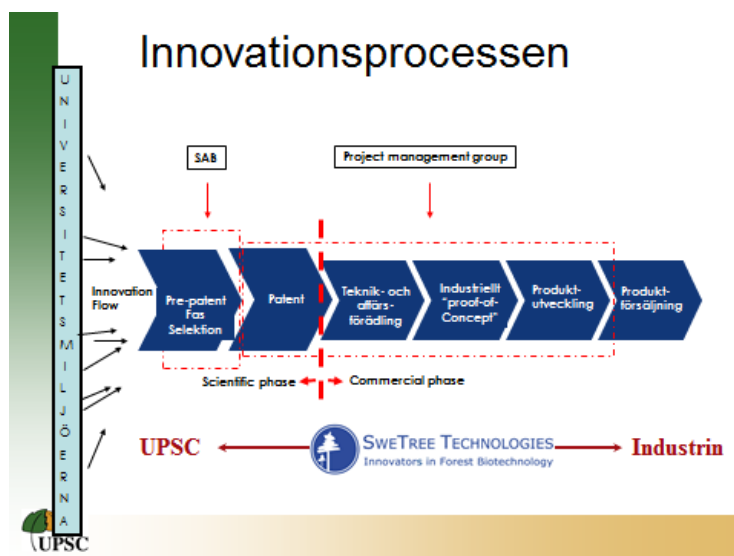 Innovationsprocessen
UNIVERSITETSMILJÖERNA
SAB
Project management group
Innovation
Flow
Pre-patent
Fas
Selektion
Patent
Teknik- och
affärs-
förädling
Industriellt
"proof-of-
Concept"
Produkt-
utveckling
Produkt-
försäljning
Scientific phase
Commercial phase
UPSC
SWETREE TECHNOLOGIES
Innovators in Forest Biotechnology
Industrin
UPSC